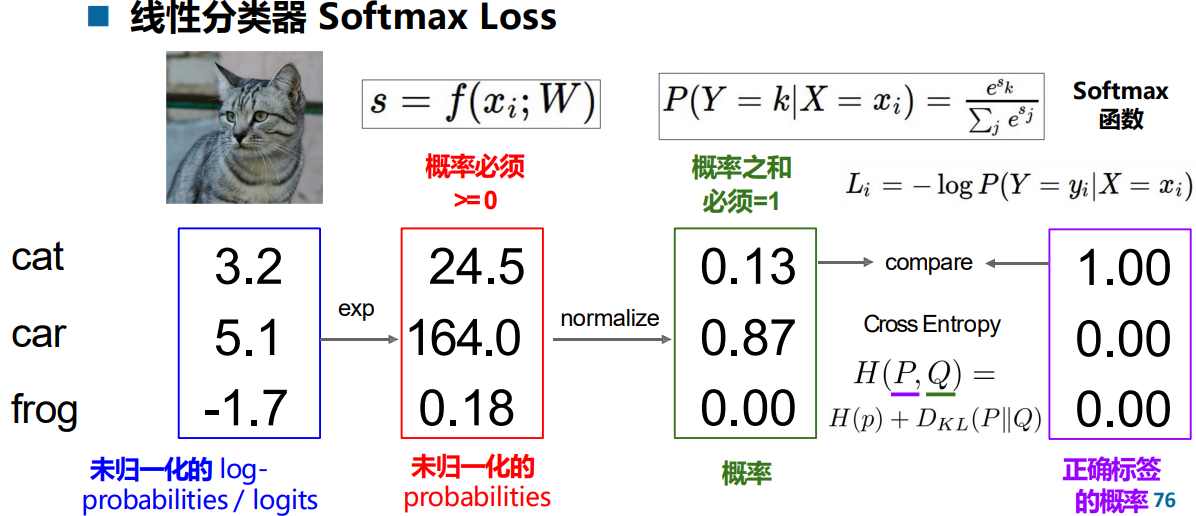 线性分类器 Softmax Loss
s = f(x_i; W)
P(Y = k|X = x_i) = \frac{e^{s_k}}{\sum_j e^{s_j}}
Softmax
函数
概率必须
>= 0
概率之和
必须=1
L_i = -\log P(Y = y_i|X = x_i)
cat 3.2 24.5 0.13 compare 1.00
exp
normalize
car 5.1 164.0 0.87 Cross Entropy 0.00
H(P, Q) =
frog -1.7 0.18 0.00 H(p) + D_{KL}(P‖Q) 0.00
未归一化的 log-
probabilities / logits
未归一化的
probabilities
概率
正确标签
的概率 76